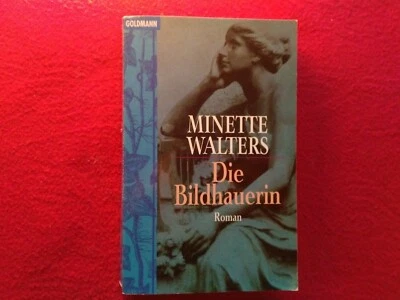 GOLDMANN
MINETTE
WALTERS
Die
Bildhauerin
Roman